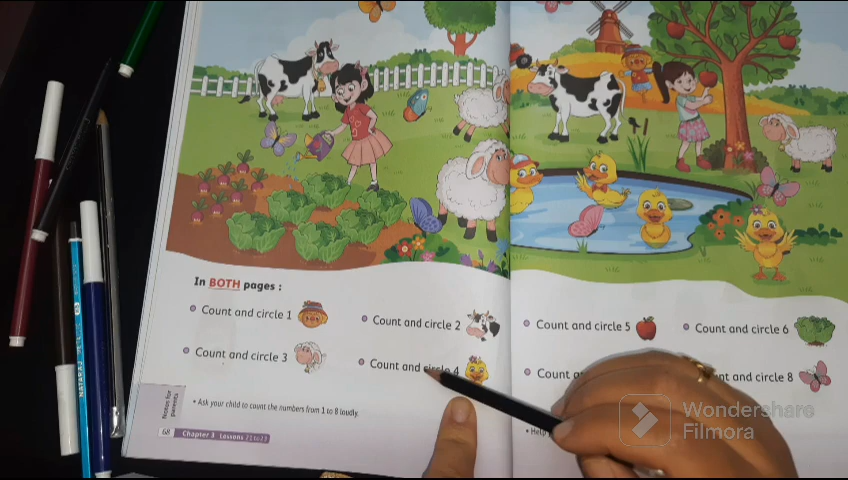 In BOTH pages :
Count and circle 1
Count and circle 2
Count and circle 5
Count and circle 6
Count and circle 3
Count and circle 4
Count
circle 8
Notes for parents
• Ask your child to count the numbers from 1 to 8 loudly.
• Help
68 Chapter 3 Lessons 21 to 23
NATARAJ
Wondershare
Filmora